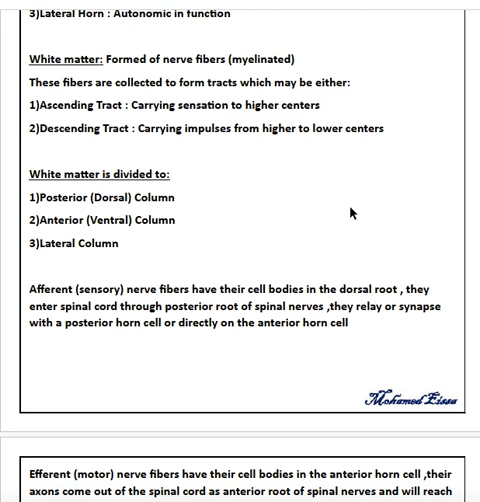 3)Lateral Horn : Autonomic in function
White matter: Formed of nerve fibers (myelinated)
These fibers are collected to form tracts which may be either:
1)Ascending Tract : Carrying sensation to higher centers
2)Descending Tract : Carrying impulses from higher to lower centers
White matter is divided to:
1)Posterior (Dorsal) Column
2)Anterior (Ventral) Column
3)Lateral Column
Afferent (sensory) nerve fibers have their cell bodies in the dorsal root , they
enter spinal cord through posterior root of spinal nerves ,they relay or synapse
with a posterior horn cell or directly on the anterior horn cell
Mohamed Eissa
Efferent (motor) nerve fibers have their cell bodies in the anterior horn cell ,their
axons come out of the spinal cord as anterior root of spinal nerves and will reach